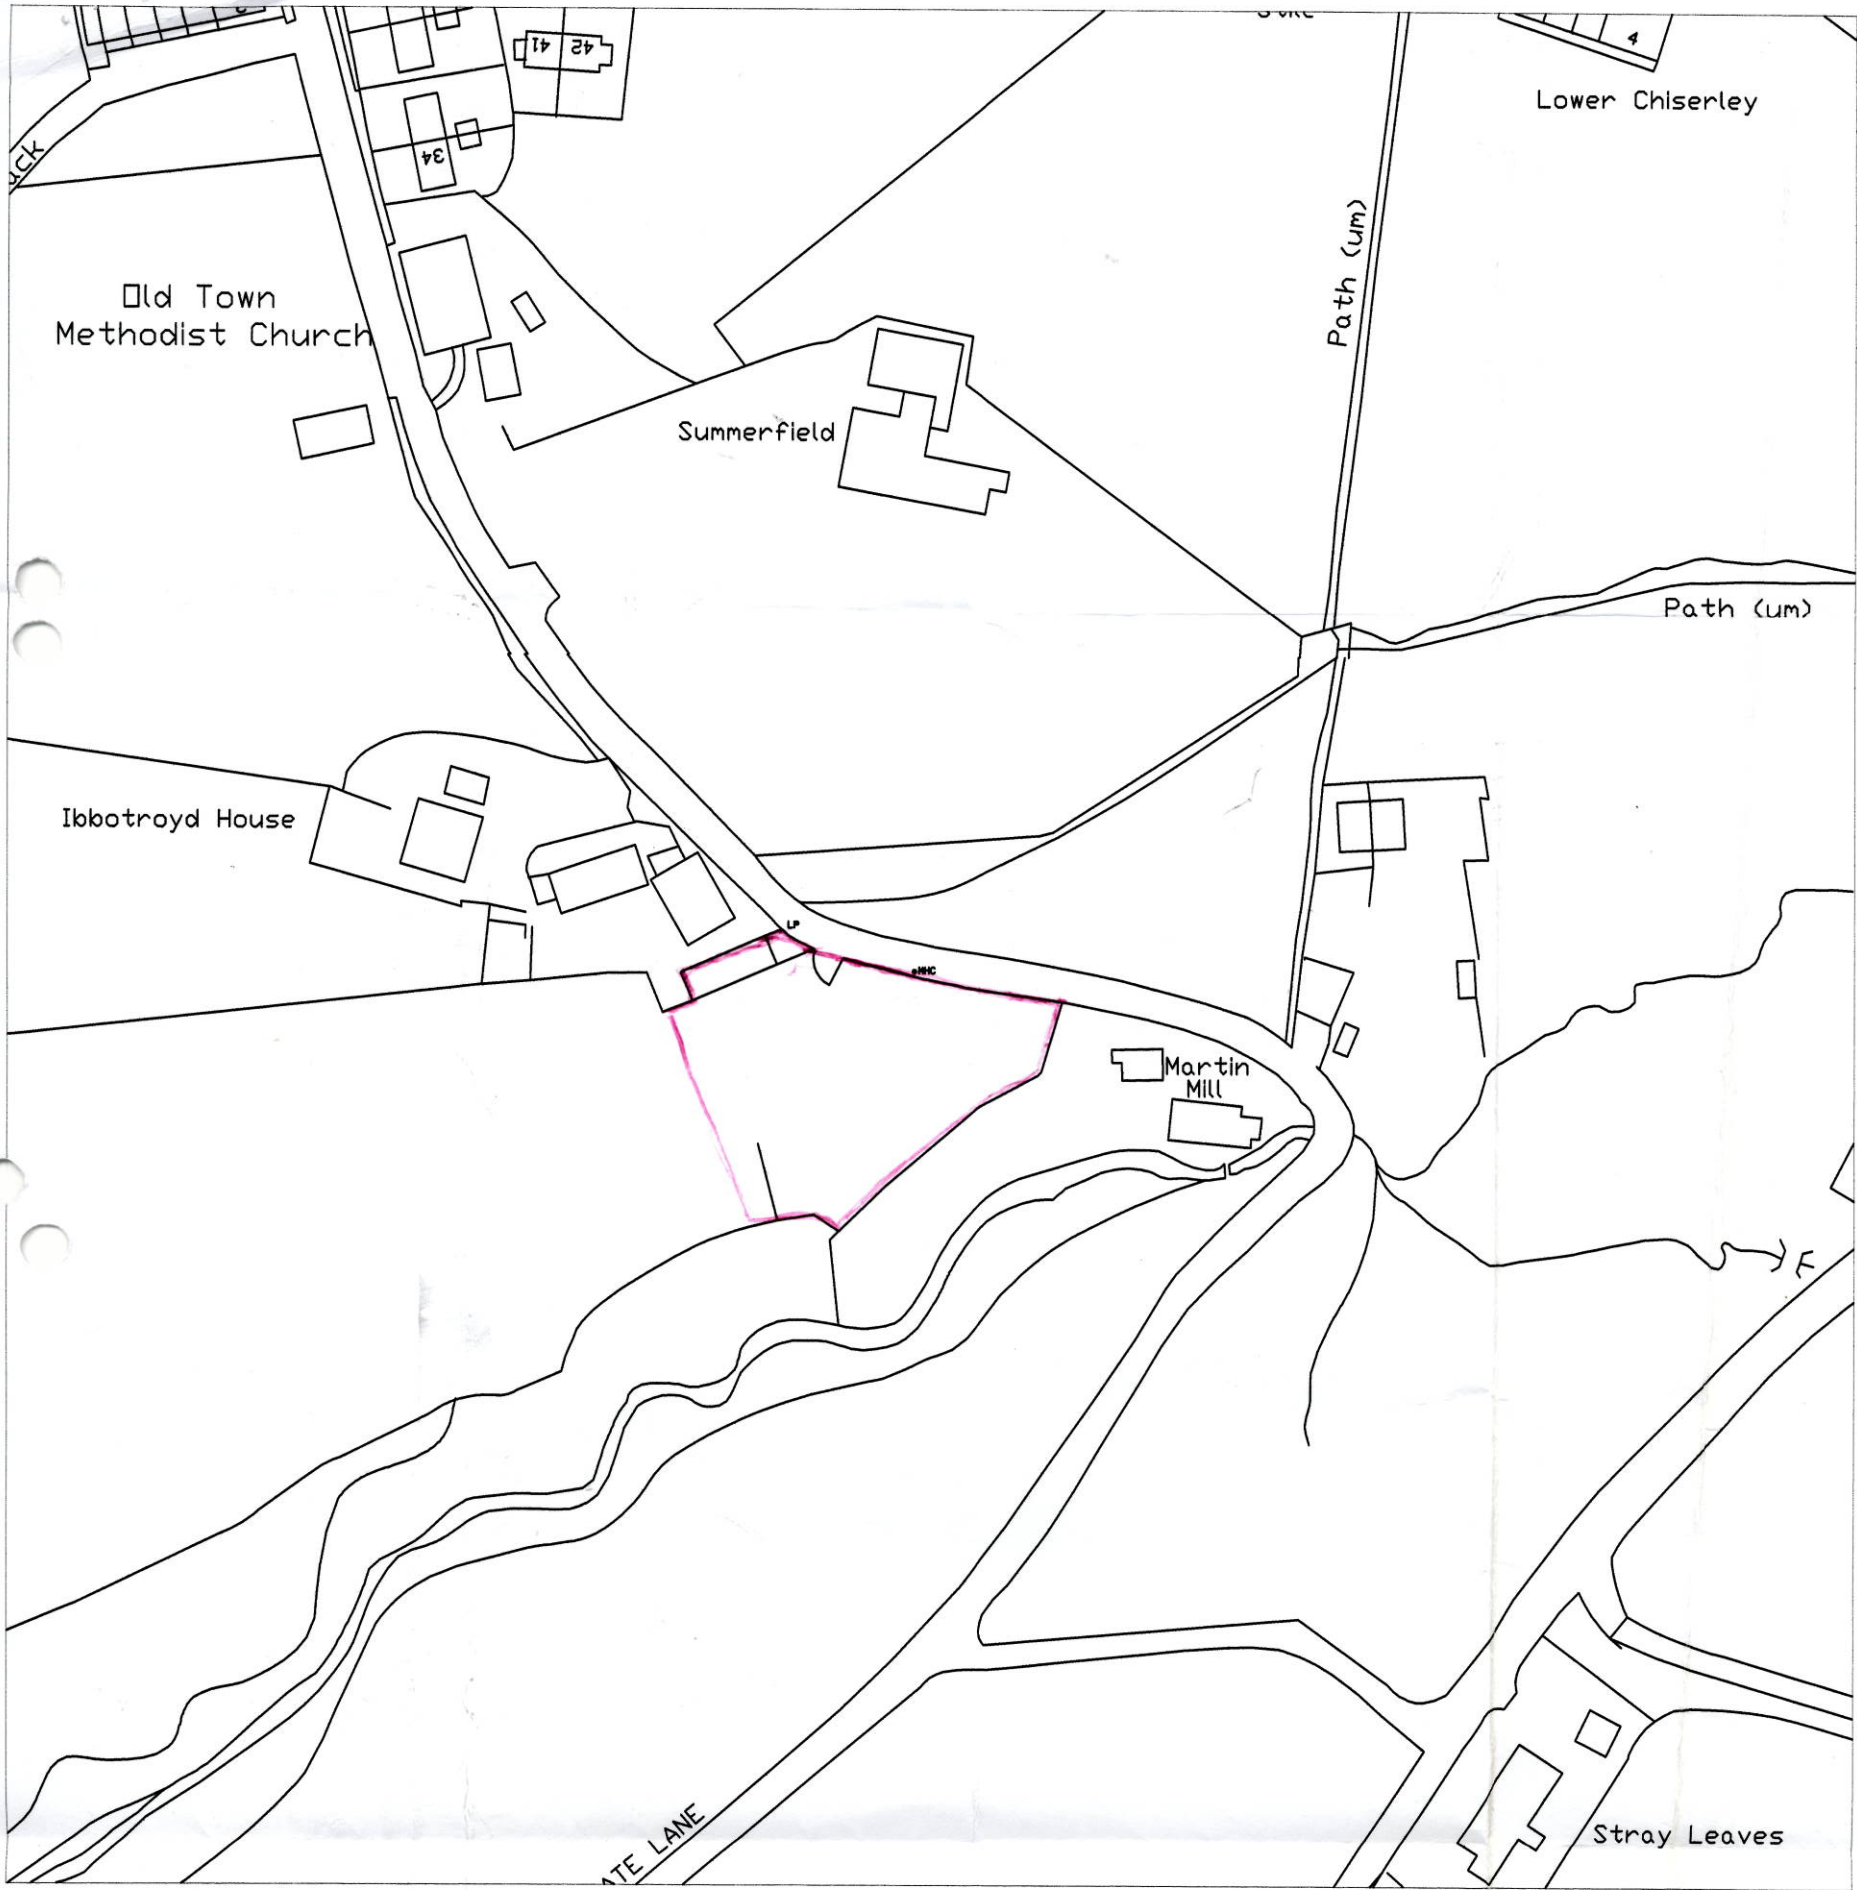 41
42
4
Lower Chiserley
34
Path (um)
Old Town
Methodist Church
Summerfield
Path (um)
Ibbotroyd House
LP
MHC
Martin
Mill
Stray Leaves
LANE